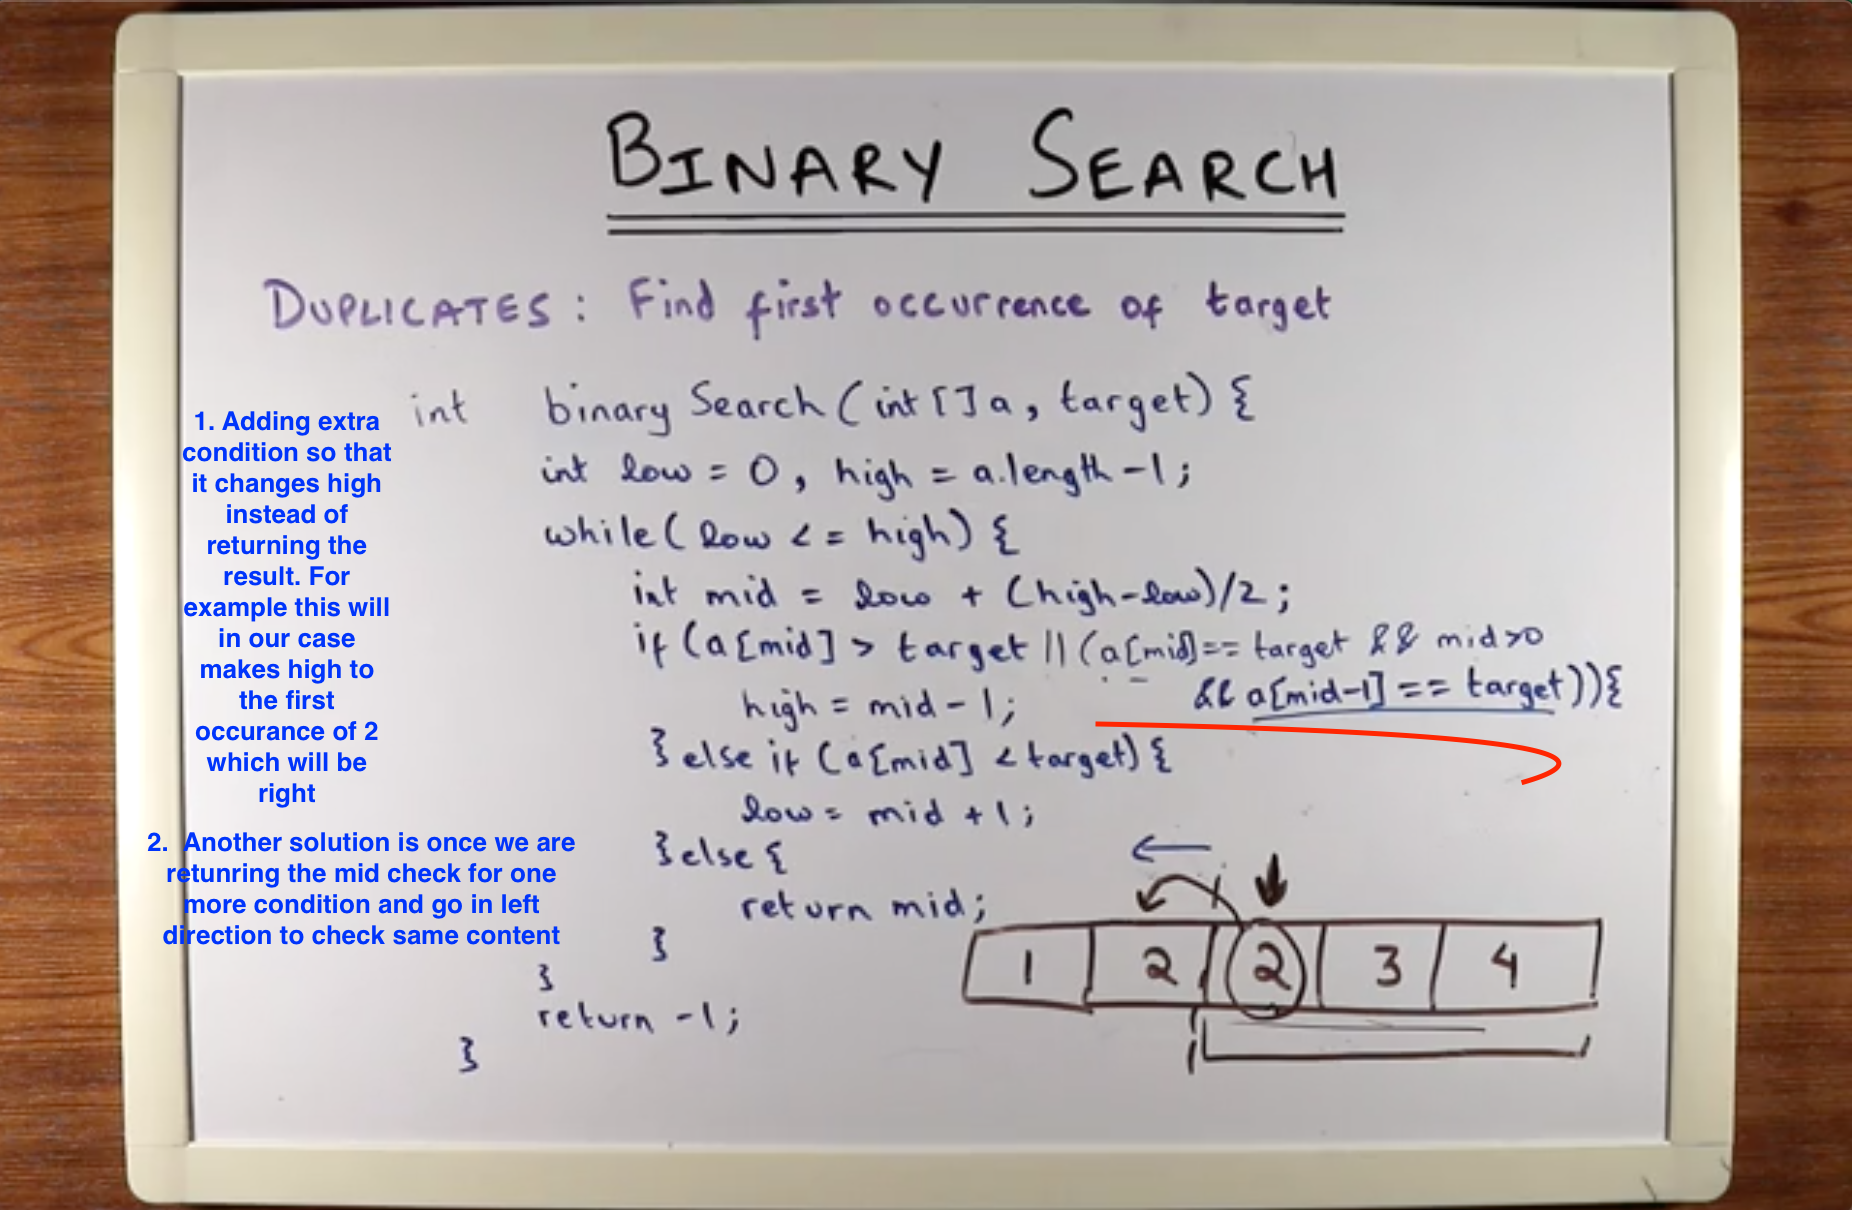 BINARY SEARCH
DUPLICATES: Find first occurrence of target
int binary Search (int [] a, target) {
int low = 0, high = a.length-1;
while (low <= high) {
int mid = low + (high-low)/2;
if (a[mid] > target || (a[mid]== target && mid>0
&& a[mid-1] == target)){
high = mid-1;
} else if (a[mid] < target) {
low = mid +1;
} else {
return mid;
}
}
return -1;
}
1. Adding extra
condition so that
it changes high
instead of
returning the
result. For
example this will
in our case
makes high to
the first
occurance of 2
which will be
right
2. Another solution is once we are
retunring the mid check for one
more condition and go in left
direction to check same content
1 2 2 3 4